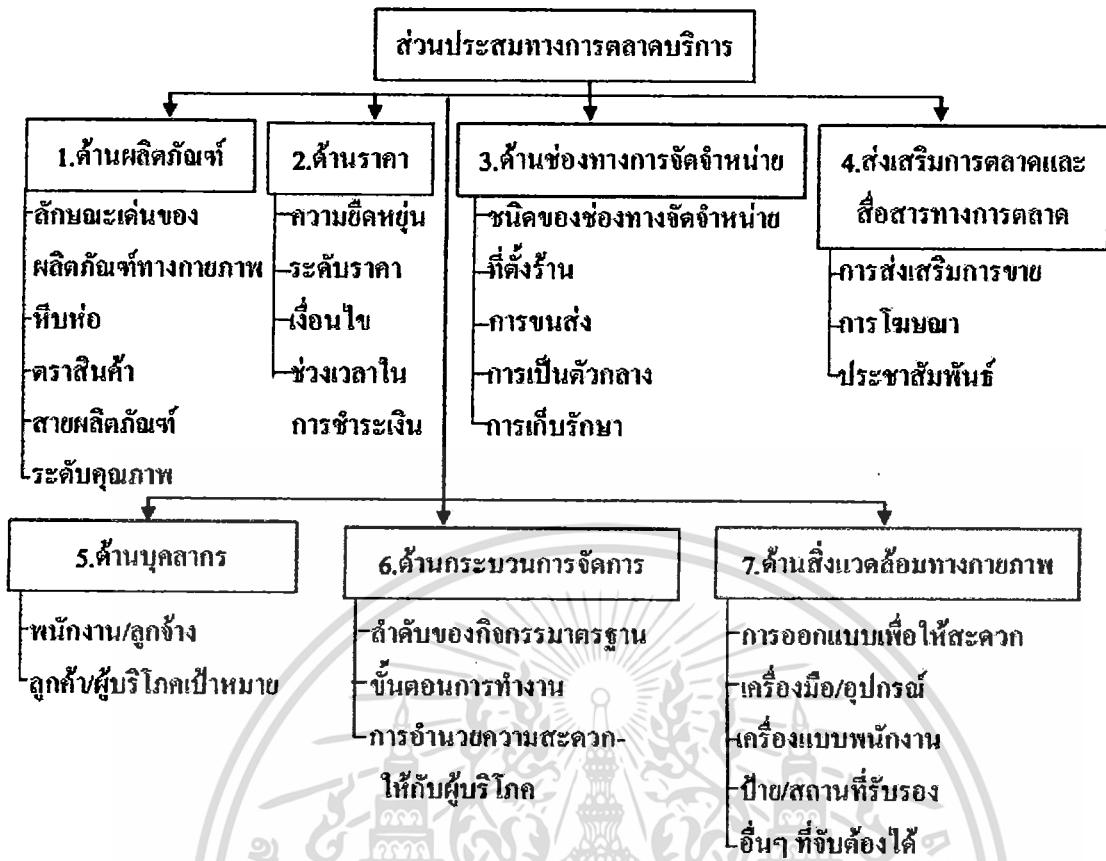 ส่วนประสมทางการตลาดบริการ
1.ด้านผลิตภัณฑ์
ลักษณะเด่นของ
ผลิตภัณฑ์ทางกายภาพ
หีบห่อ
ตราสินค้า
สายผลิตภัณฑ์
ระดับคุณภาพ
2.ด้านราคา
ความยืดหยุ่น
ระดับราคา
เงื่อนไข
ช่วงเวลาใน
การชำระเงิน
3.ด้านช่องทางการจัดจำหน่าย
ชนิดของช่องทางจัดจำหน่าย
ที่ตั้งร้าน
การขนส่ง
การเป็นตัวกลาง
การเก็บรักษา
4.ส่งเสริมการตลาดและ
สื่อสารทางการตลาด
การส่งเสริมการขาย
การโฆษณา
ประชาสัมพันธ์
5.ด้านบุคลากร
พนักงาน/ลูกจ้าง
ลูกค้า/ผู้บริโภคเป้าหมาย
6.ด้านกระบวนการจัดการ
ลำดับของกิจกรรมาตรฐาน
ขั้นตอนการทำงาน
การอำนวยความสะดวก-
ให้กับผู้บริโภค
7.ด้านสิ่งแวดล้อมทางกายภาพ
การออกแบบเพื่อให้สะดวก
เครื่องมือ/อุปกรณ์
เครื่องแบบพนักงาน
ป้าย/สถานที่รับรอง
อื่นๆ ที่จับต้องได้